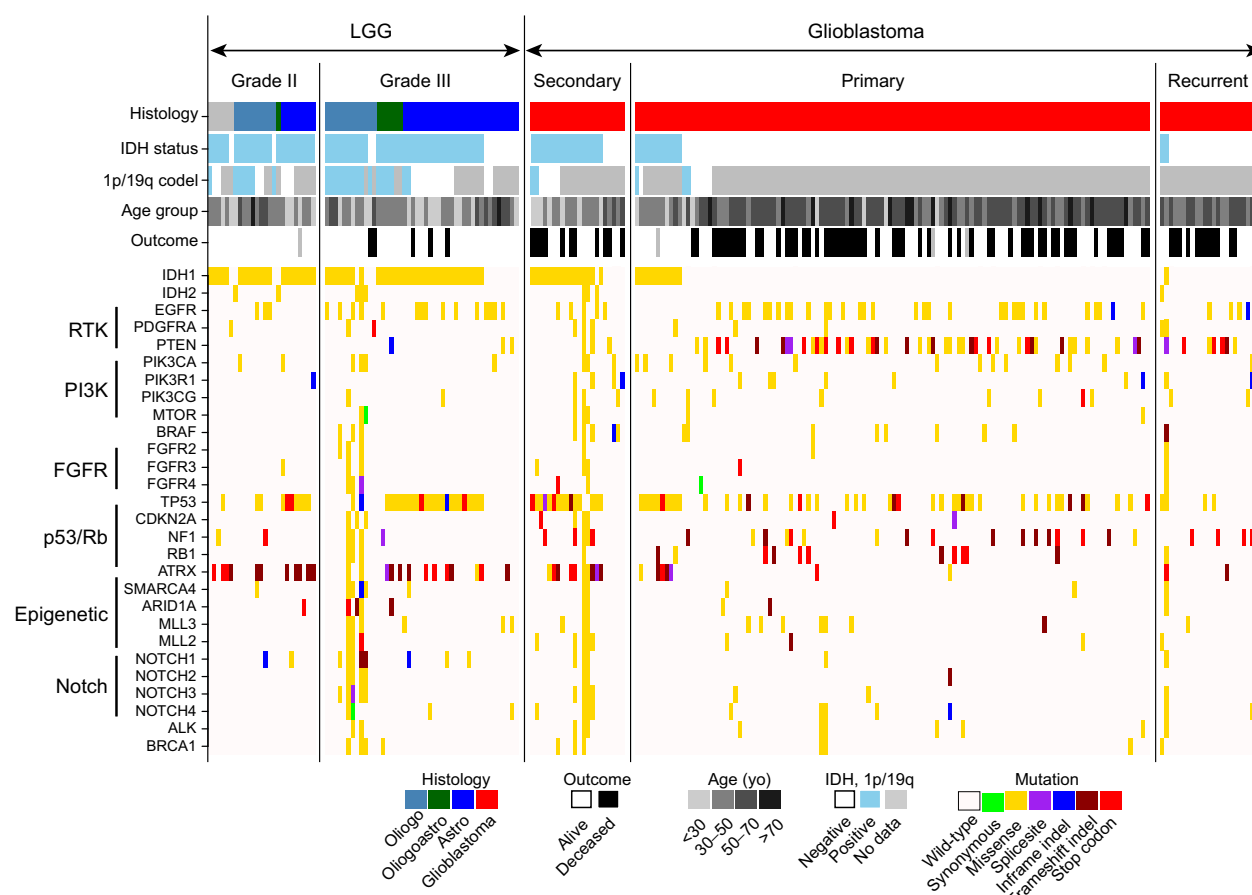 LGG
Glioblastoma
Grade II
Grade III
Secondary
Primary
Recurrent
Histology
IDH status
1p/19q codel
Age group
Outcome
IDH1
IDH2
EGFR
RTK
PDGFRA
PTEN
PIK3CA
PI3K
PIK3R1
PIK3CG
MTOR
BRAF
FGFR2
FGFR
FGFR3
FGFR4
TP53
CDKN2A
p53/Rb
NF1
RB1
ATRX
SMARCA4
Epigenetic
ARID1A
MLL3
MLL2
NOTCH1
Notch
NOTCH2
NOTCH3
NOTCH4
ALK
BRCA1
Histology
Oligo
Oligoastro
Astro
Glioblastoma
Outcome
Alive
Deceased
Age (yo)
<30
30–50
50–70
>70
IDH, 1p/19q
Negative
Positive
No data
Mutation
Wild-type
Synonymous
Missense
Splicesite
Inframe indel
Frameshift indel
Stop codon